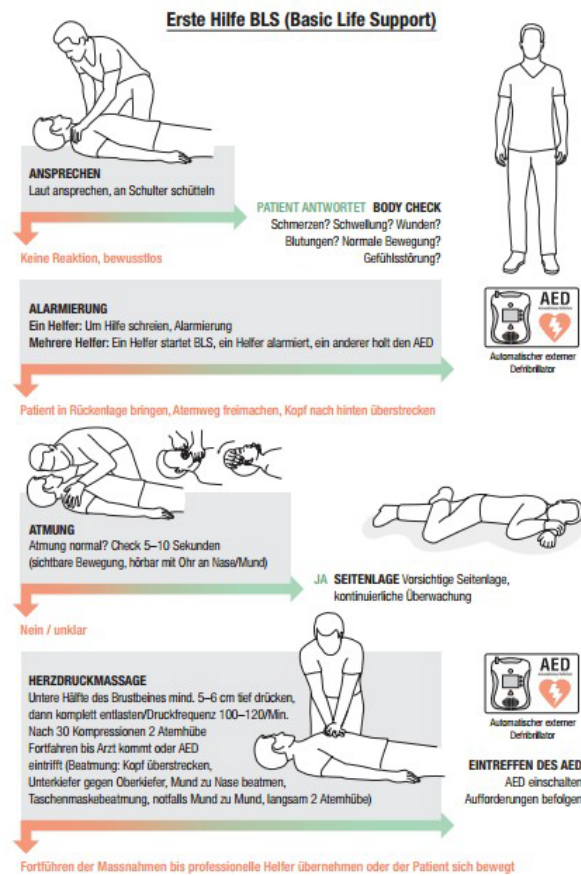 Erste Hilfe BLS (Basic Life Support)
ANSPRECHEN
Laut ansprechen, an Schulter schütteln
PATIENT ANTWORTET BODY CHECK
Schmerzen? Schwellung? Wunden?
Blutungen? Normale Bewegung?
Gefühlsstörung?
Keine Reaktion, bewusstlos
ALARMIERUNG
Ein Helfer: Um Hilfe schreien, Alarmierung
Mehrere Helfer: Ein Helfer startet BLS, ein Helfer alarmiert, ein anderer holt den AED
AED
Automatischer externer
Defribrillator
Patient in Rückenlage bringen, Atemweg freimachen, Kopf nach hinten überstrecken
ATMUNG
Atmung normal? Check 5–10 Sekunden
(sichtbare Bewegung, hörbar mit Ohr an Nase/Mund)
JA SEITENLAGE Vorsichtige Seitenlage,
kontinuierliche Überwachung
Nein / unklar
HERZDRUCKMASSAGE
Untere Hälfte des Brustbeines mind. 5–6 cm tief drücken,
dann komplett entlasten/Druckfrequenz 100–120/Min.
Nach 30 Kompressionen 2 Atemhübe
Fortfahren bis Arzt kommt oder AED
eintrifft (Beatmung: Kopf überstrecken,
Unterkiefer gegen Oberkiefer, Mund zu Nase beatmen,
Taschenmaskebeatmung, notfalls Mund zu Mund, langsam 2 Atemhübe)
AED
Automatischer externer
Defribrillator
EINTREFFEN DES AED
AED einschalten
Aufforderungen befolgen
Fortführen der Massnahmen bis professionelle Helfer übernehmen oder der Patient sich bewegt